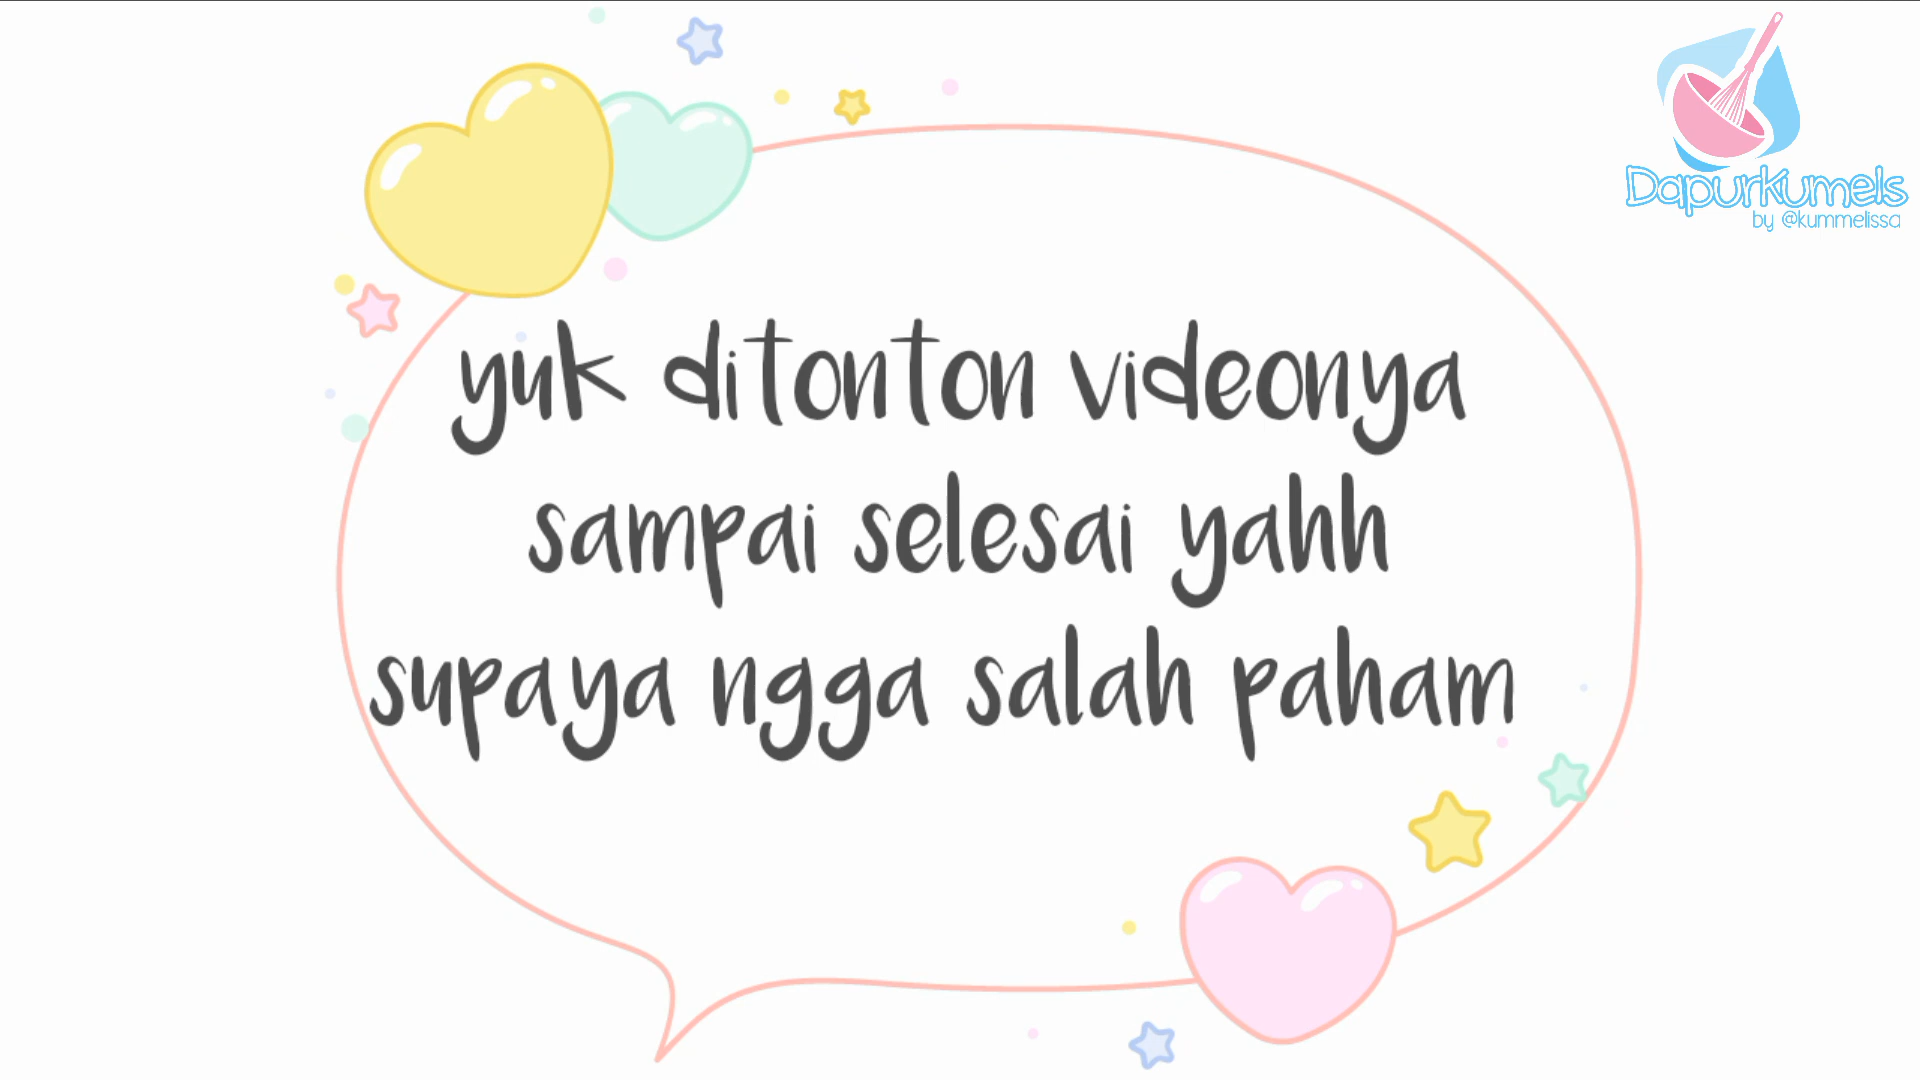 DapurKumels
by @kummelissa
yuk ditonton videonya
sampai selesai yahh
supaya ngga salah paham